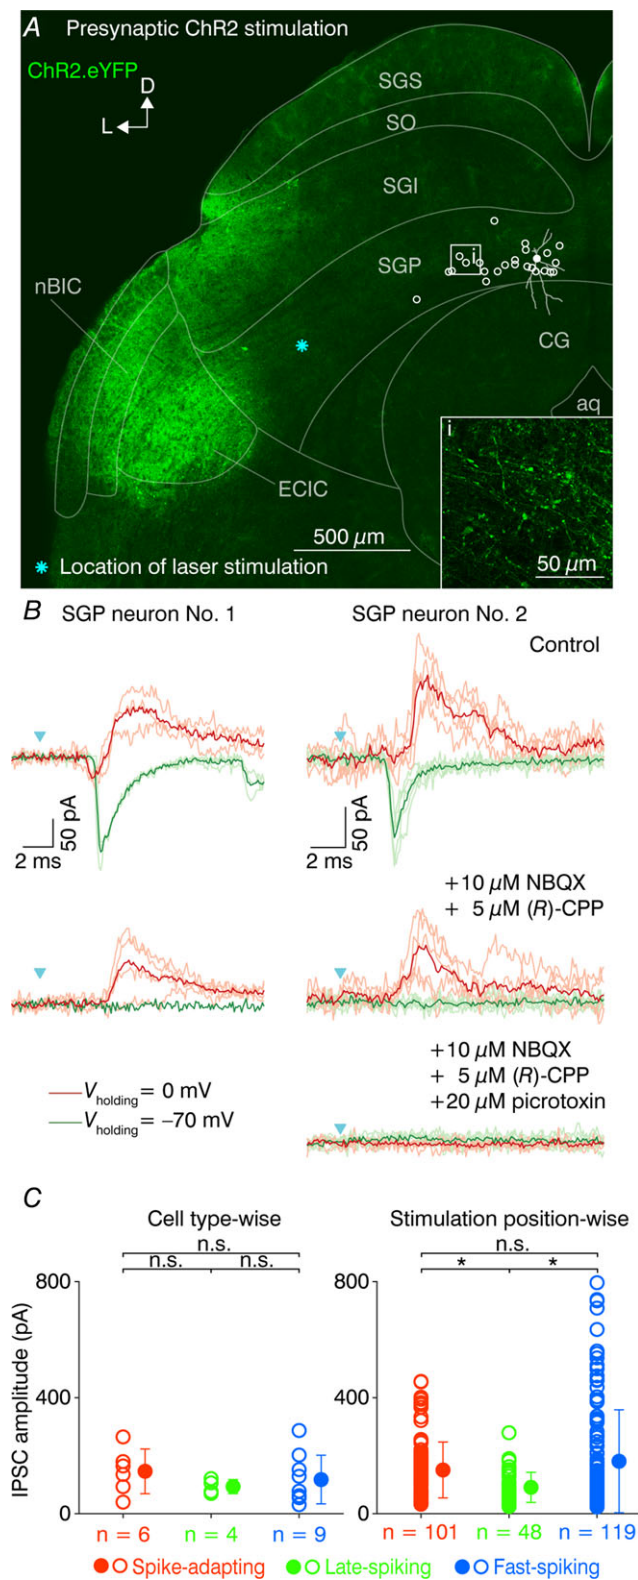 A Presynaptic ChR2 stimulation
ChR2.eYFP
D
L
SGS
SO
SGI
SGP
i
nBIC
CG
aq
i
ECIC
500 µm
50 µm
Location of laser stimulation
B
SGP neuron No. 1
SGP neuron No. 2
Control
50 pA
2 ms
50 pA
2 ms
+10 µM NBQX
+ 5 µM (R)-CPP
+10 µM NBQX
+ 5 µM (R)-CPP
+20 µM picrotoxin
Vholding = 0 mV
Vholding = –70 mV
C
Cell type-wise
Stimulation position-wise
n.s.
n.s. n.s.
n.s.
* *
IPSC amplitude (pA)
800
400
0
800
400
0
n = 6 n = 4 n = 9
n = 101 n = 48 n = 119
Spike-adapting Late-spiking Fast-spiking